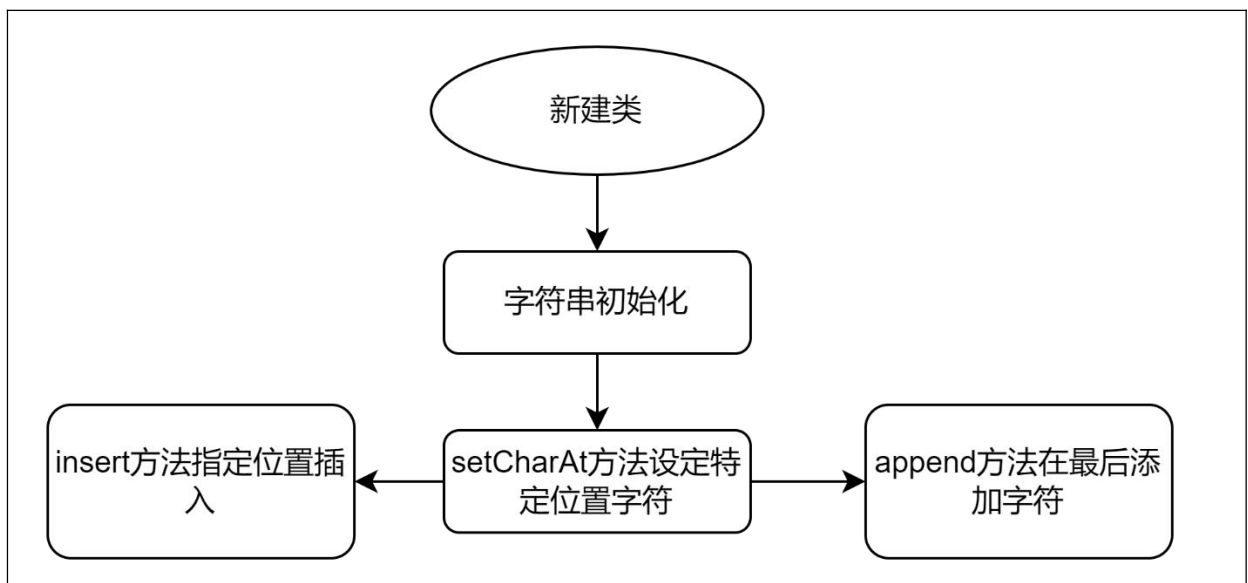 新建类
字符串初始化
insert方法指定位置插
入
setCharAt方法设定特
定位置字符
append方法在最后添
加字符